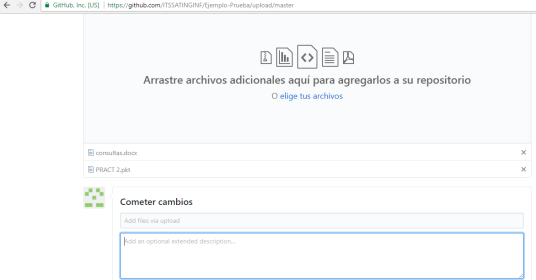 GitHub, Inc. [US] | https://github.com/ITSSATINGINF/Ejemplo-Prueba/upload/master
Arrastre archivos adicionales aquí para agregarlos a su repositorio
O elige tus archivos
consultas.docx
PRACT 2.pkt
Cometer cambios
Add files via upload
Add an optional extended description...